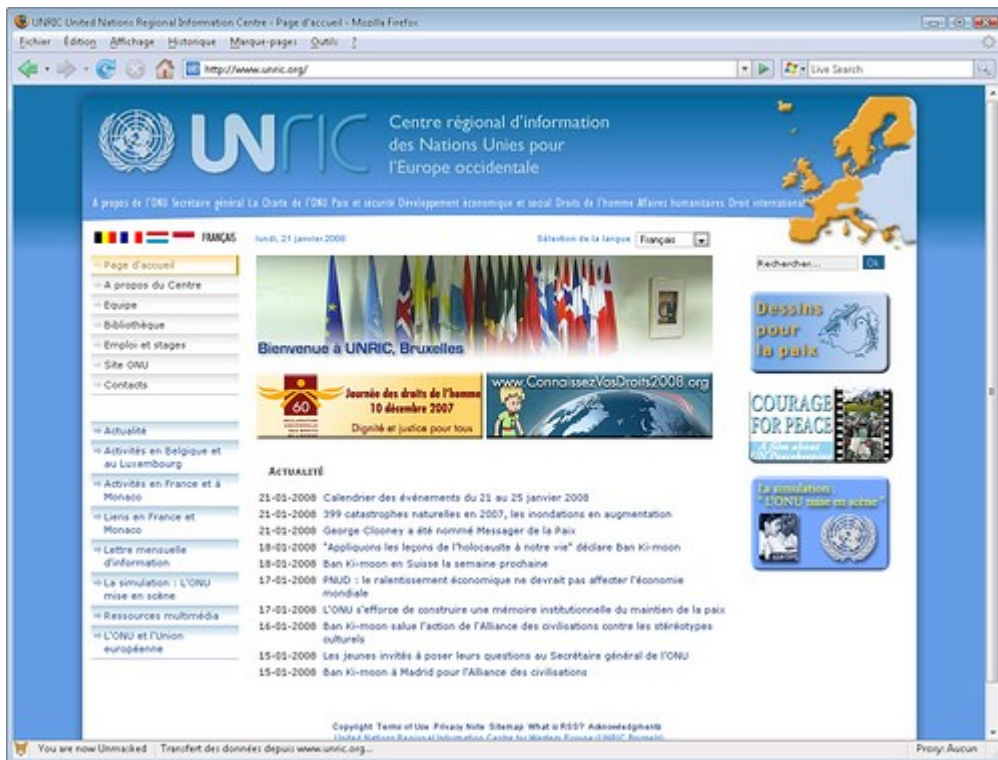 UNRIC United Nations Regional Information Centre - Page d'accueil - Mozilla Firefox
Fichier Édition Affichage Historique Marque-pages Outils ?
http://www.unric.org/ Live Search
UNRIC
Centre régional d'information
des Nations Unies pour
l'Europe occidentale
A propos de l'ONU Secrétaire général La Charte de l'ONU Paix et sécurité Développement économique et social Droits de l'homme Affaires humanitaires Droit international
FRANÇAIS lundi, 21 janvier 2008 Sélection de la langue Français
Page d'accueil
A propos du Centre
Equipe
Bibliothèque
Emploi et stages
Site ONU
Contacts
Actualité
Activités en Belgique et
au Luxembourg
Activités en France et à
Monaco
Liens en France et
Monaco
Lettre mensuelle
d'information
La simulation : L'ONU
mise en scène
Ressources multimédia
L'ONU et l'Union
européenne
Bienvenue à UNRIC, Bruxelles
60
Journée des droits de l'homme
10 décembre 2007
Dignité et justice pour tous
www.ConnaissezVosDroits2008.org
ACTUALITÉ
21-01-2008 Calendrier des événements du 21 au 25 janvier 2008
21-01-2008 399 catastrophes naturelles en 2007, les inondations en augmentation
21-01-2008 George Clooney a été nommé Messager de la Paix
18-01-2008 "Appliquons les leçons de l'holocauste à notre vie" déclare Ban Ki-moon
18-01-2008 Ban Ki-moon en Suisse la semaine prochaine
17-01-2008 PNUD : le ralentissement économique ne devrait pas affecter l'économie
mondiale
17-01-2008 L'ONU s'efforce de construire une mémoire institutionnelle du maintien de la paix
16-01-2008 Ban Ki-moon salue l'action de l'Alliance des civilisations contre les stéréotypes
culturels
15-01-2008 Les jeunes invités à poser leurs questions au Secrétaire général de l'ONU
15-01-2008 Ban Ki-moon à Madrid pour l'Alliance des civilisations
Rechercher... Ok
Dessins
pour
la paix
COURAGE
FOR PEACE
A film about
UN Peacekeeping
La simulation :
"L'ONU mise en scène"
Copyright Terms of Use Privacy Note Sitemap What is RSS? Acknowledgments
United Nations Regional Information Centre for Western Europe (UNRIC Brussels)
You are now Unmasked Transfert des données depuis www.unric.org... Proxy: Aucun